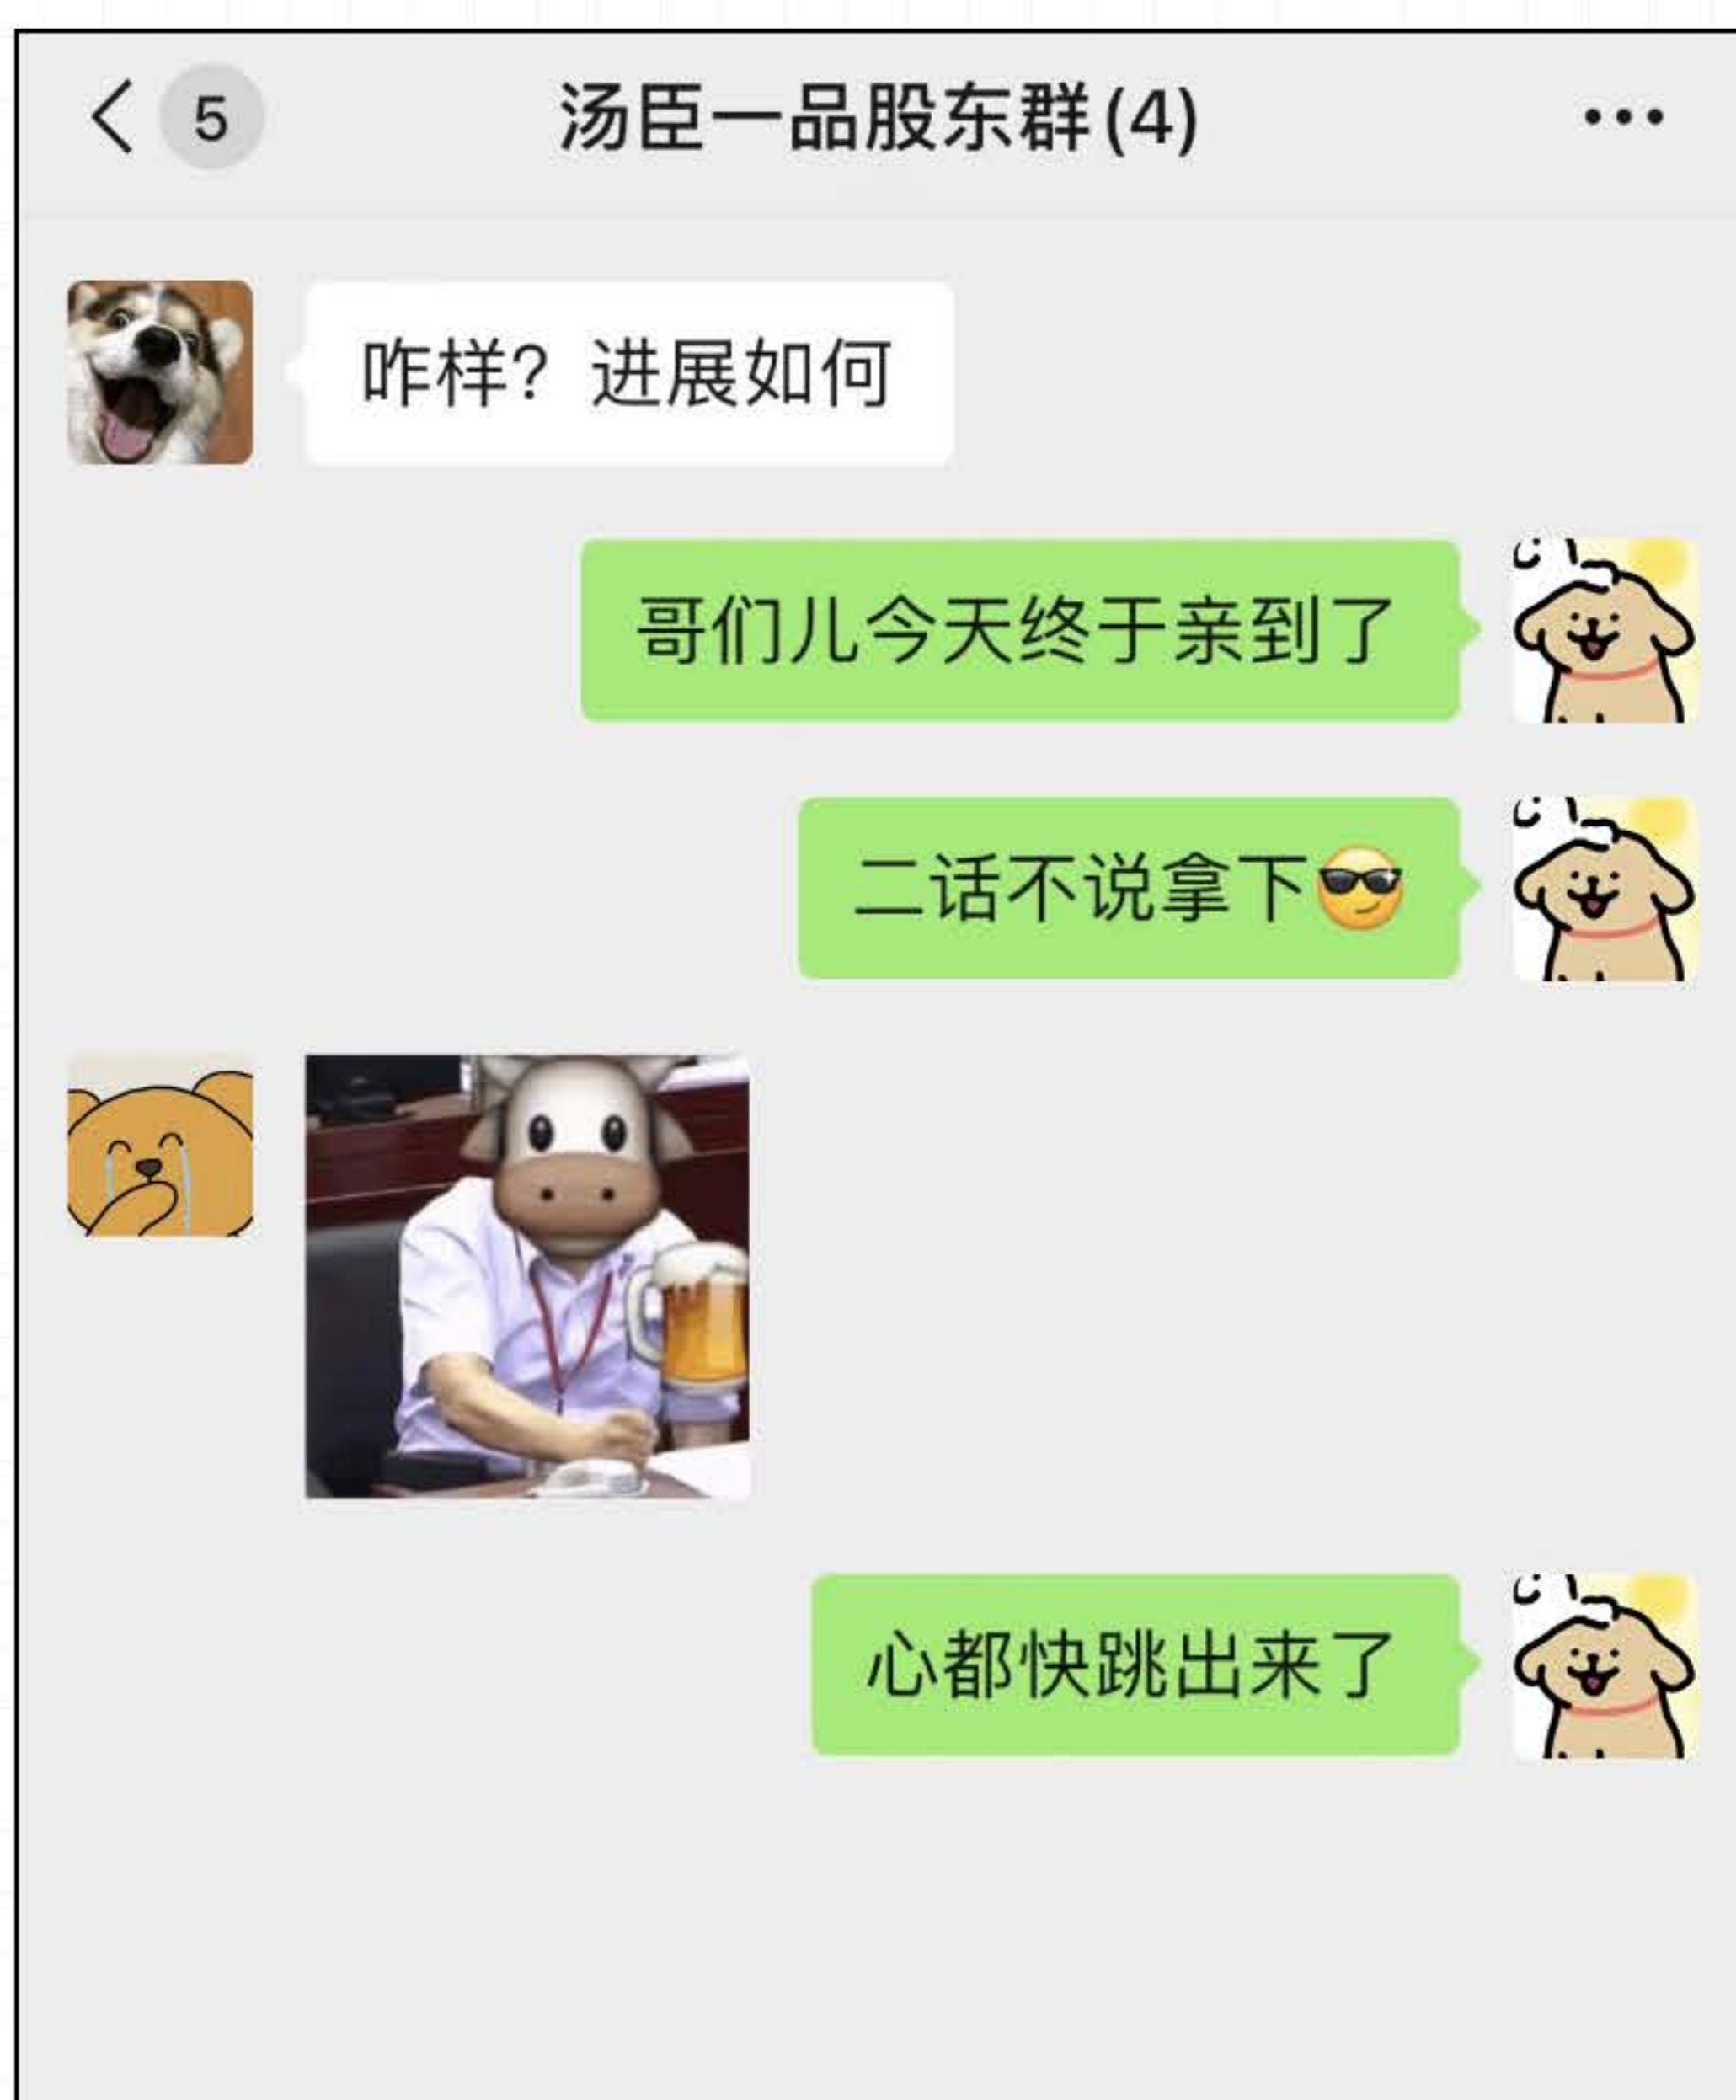 5
汤臣一品股东群(4)
咋样？进展如何
哥们儿今天终于亲到了
二话不说拿下😎
心都快跳出来了